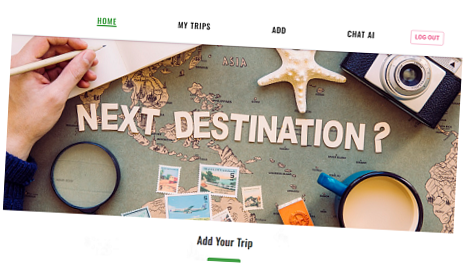 HOME MY TRIPS ADD CHAT AI LOG OUT
ASIA
NEXT DESTINATION ?
Add Your Trip